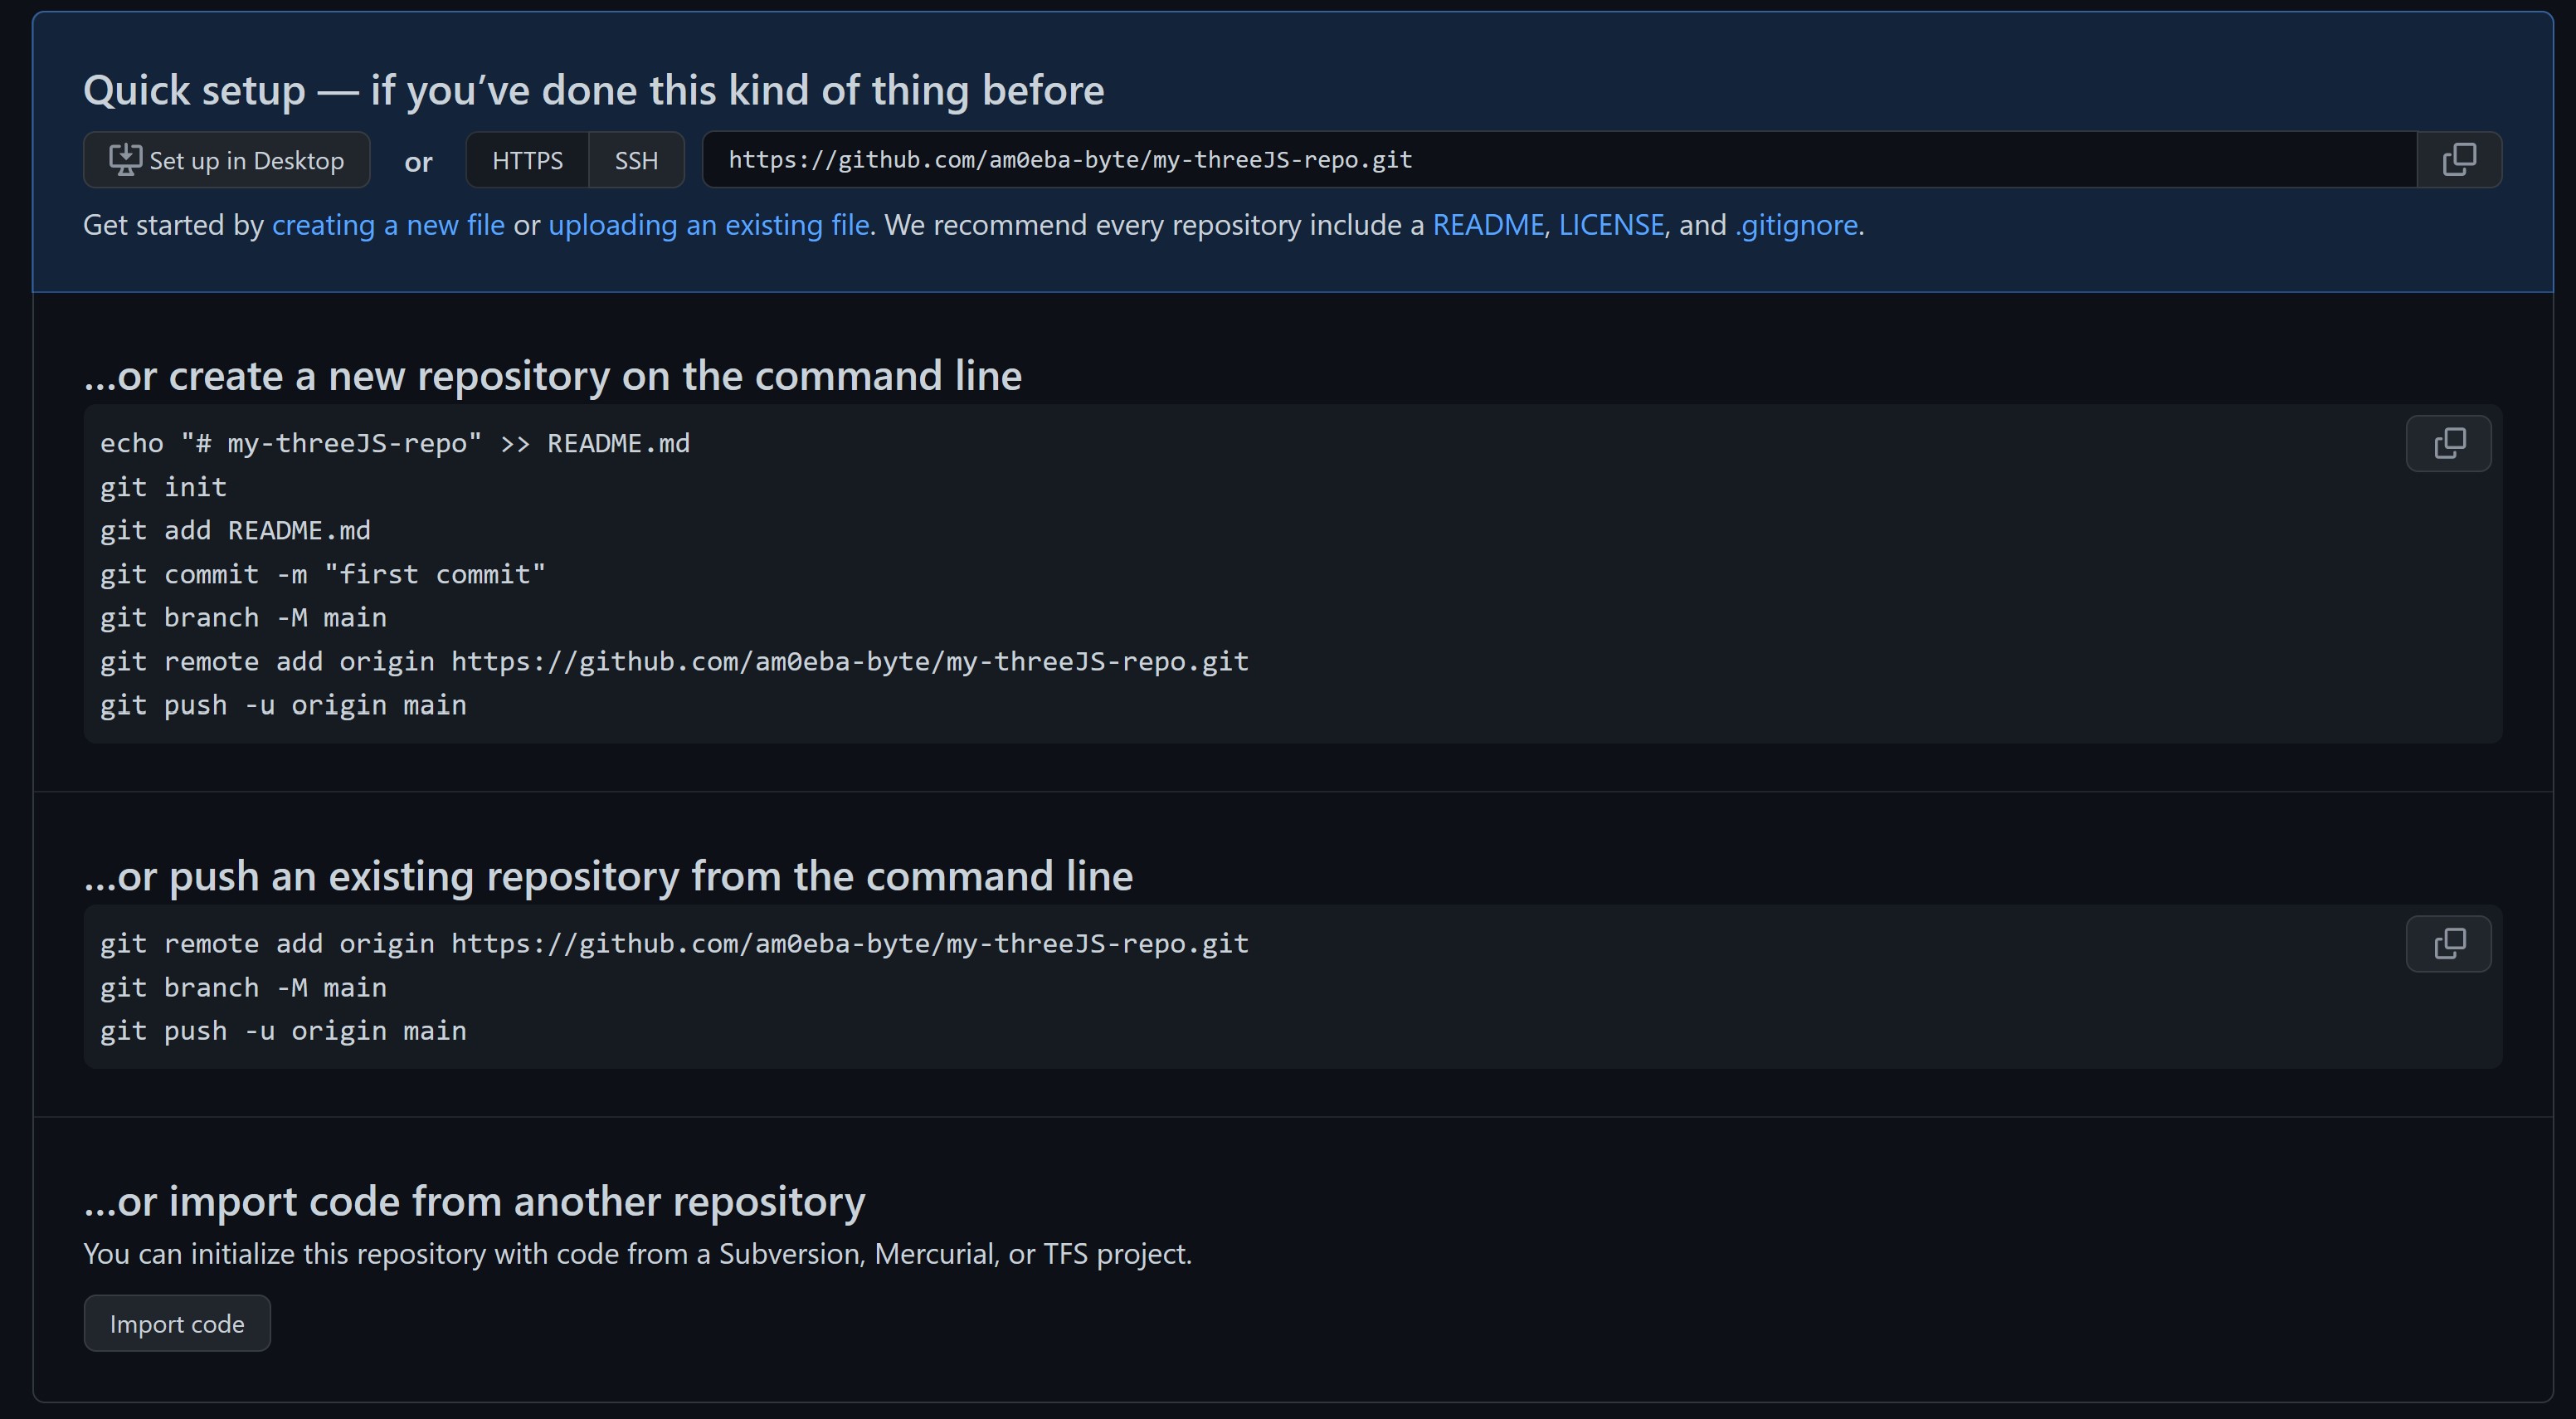 Quick setup — if you’ve done this kind of thing before
Set up in Desktop or HTTPS SSH https://github.com/am0eba-byte/my-threeJS-repo.git
Get started by creating a new file or uploading an existing file. We recommend every repository include a README, LICENSE, and .gitignore.
…or create a new repository on the command line
echo "# my-threeJS-repo" >> README.md
git init
git add README.md
git commit -m "first commit"
git branch -M main
git remote add origin https://github.com/am0eba-byte/my-threeJS-repo.git
git push -u origin main
…or push an existing repository from the command line
git remote add origin https://github.com/am0eba-byte/my-threeJS-repo.git
git branch -M main
git push -u origin main
…or import code from another repository
You can initialize this repository with code from a Subversion, Mercurial, or TFS project.
Import code